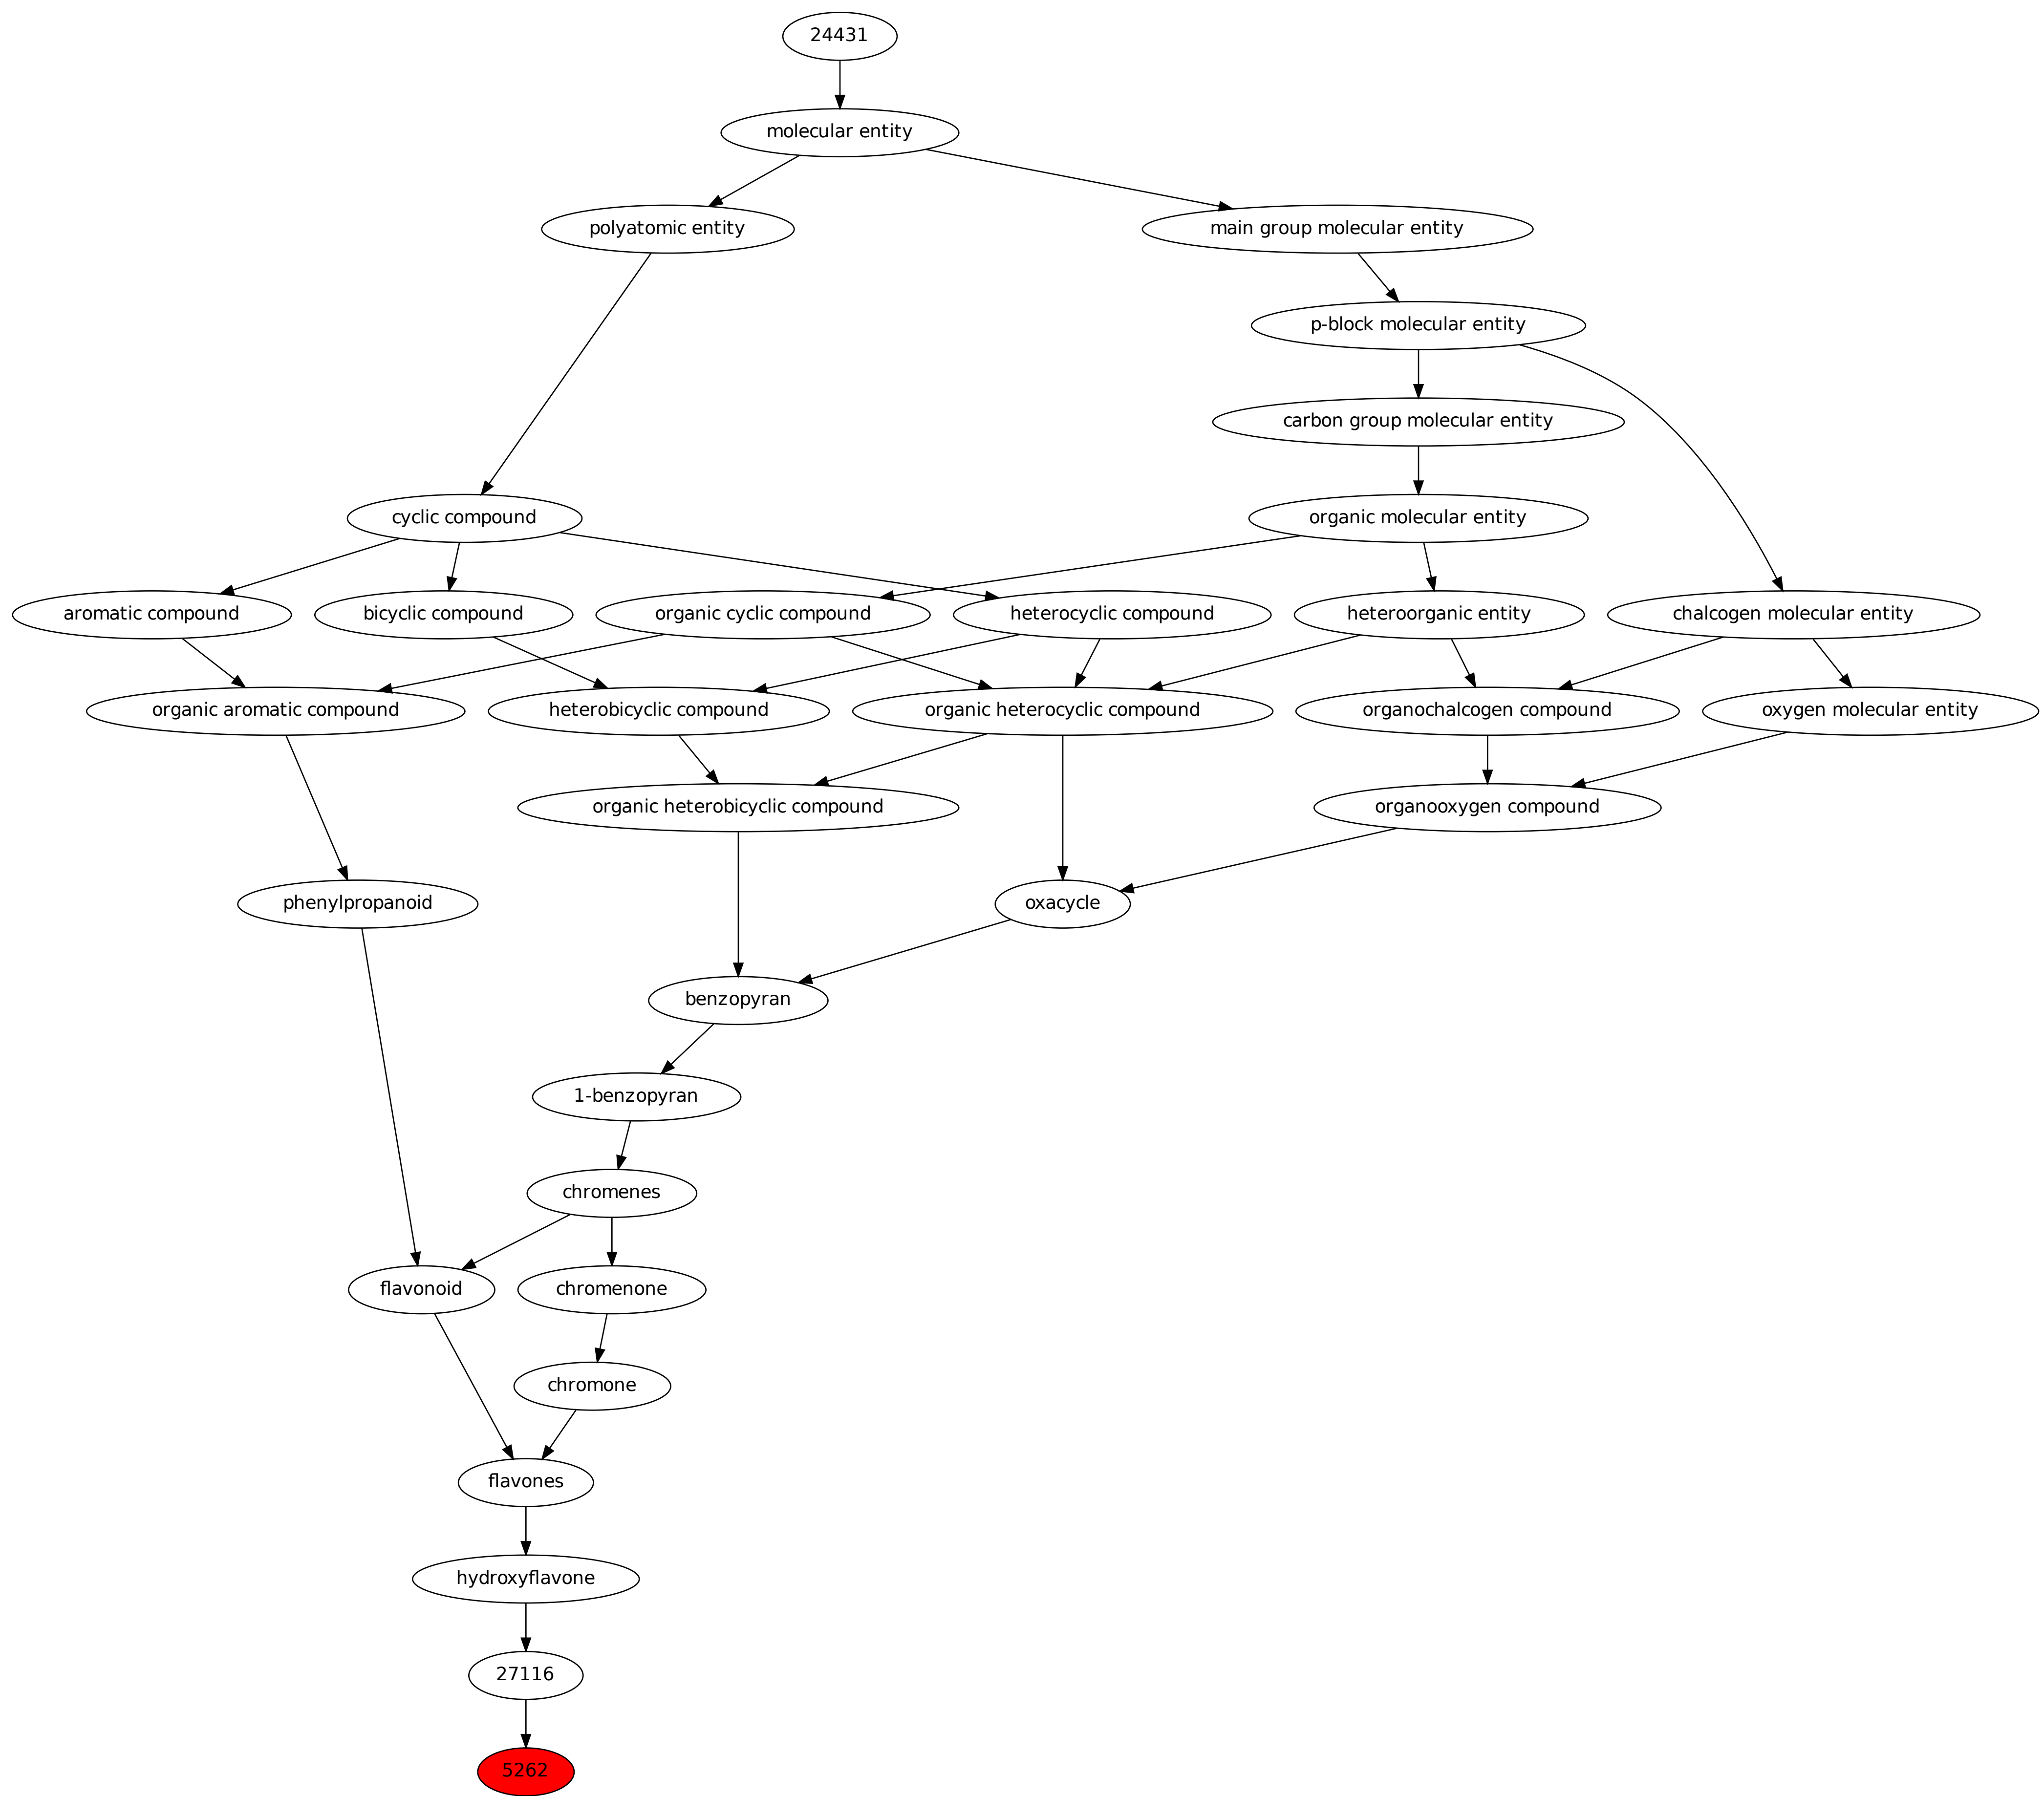 24431
molecular entity
polyatomic entity
main group molecular entity
p-block molecular entity
carbon group molecular entity
cyclic compound
organic molecular entity
aromatic compound
bicyclic compound
organic cyclic compound
heterocyclic compound
heteroorganic entity
chalcogen molecular entity
organic aromatic compound
heterobicyclic compound
organic heterocyclic compound
organochalcogen compound
oxygen molecular entity
organic heterobicyclic compound
organooxygen compound
phenylpropanoid
oxacycle
benzopyran
1-benzopyran
chromenes
flavonoid
chromenone
chromone
flavones
hydroxyflavone
27116
5262